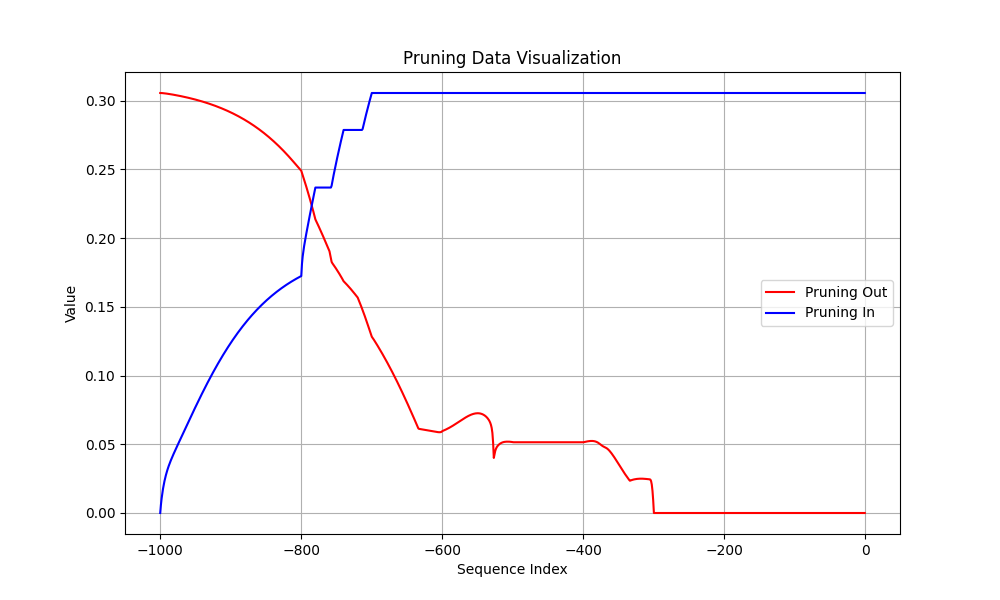 Pruning Data Visualization
Value
0.30
0.25
0.20
0.15
0.10
0.05
0.00
Pruning Out
Pruning In
−1000 −800 −600 −400 −200 0
Sequence Index